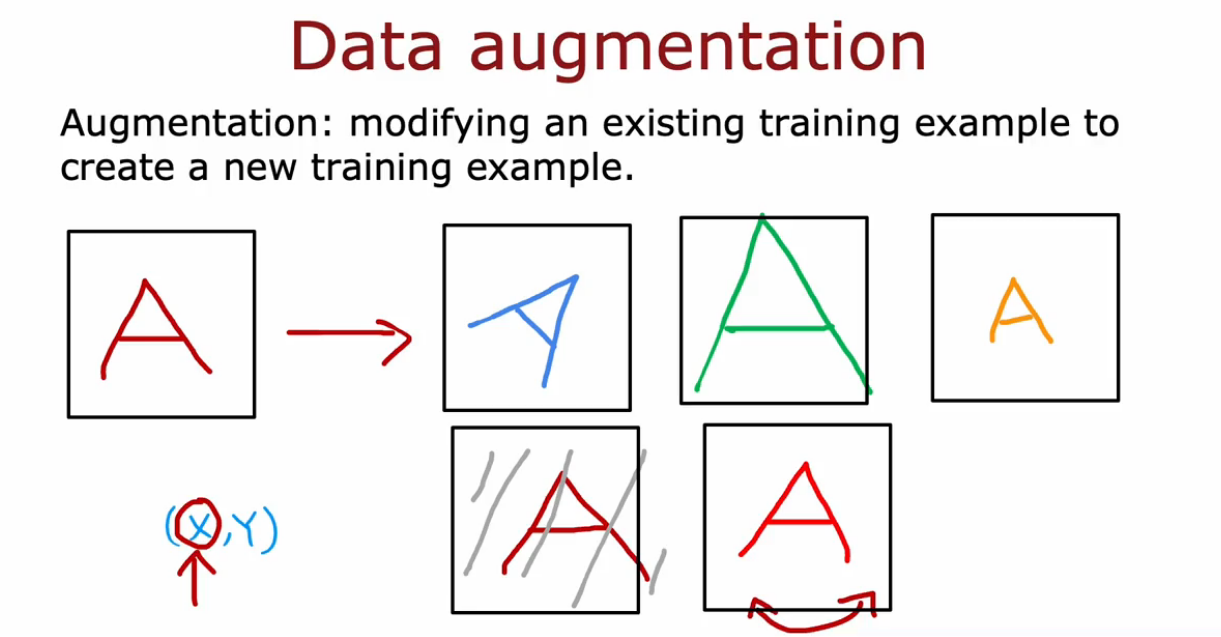 Data augmentation
Augmentation: modifying an existing training example to
create a new training example.
A
A
A
A
A
A
(X,Y)